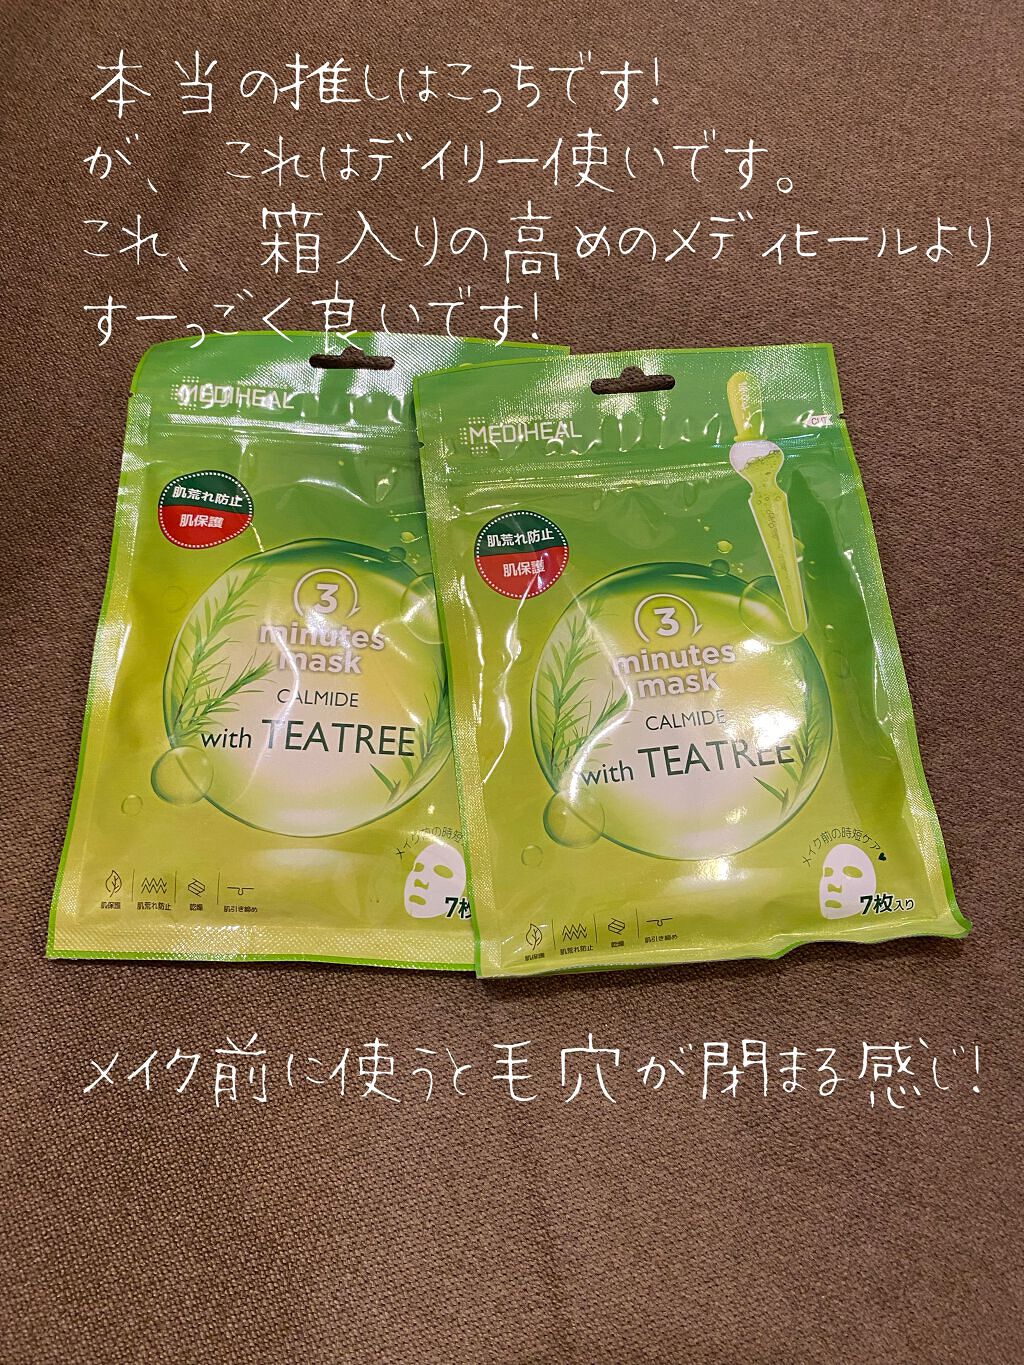 本当の推しはこっちです!
が、これはデイリー使いです。
これ、箱入りの高めのメディヒールより
すーっごく良いです!
MEDIHEAL
肌荒れ防止
肌保護
3
minutes
mask
CALMIDE
with TEATREE
メイク前の時短
7枚
肌保護
肌荒れ防止
乾燥
肌引き締め
MEDIHEAL
肌荒れ防止
肌保護
3
minutes
mask
CALMIDE
with TEATREE
メイク前の時短ケア
7枚入り
肌保護
肌荒れ防止
乾燥
肌引き締め
メイク前に使うと毛穴が閉まる感じ!